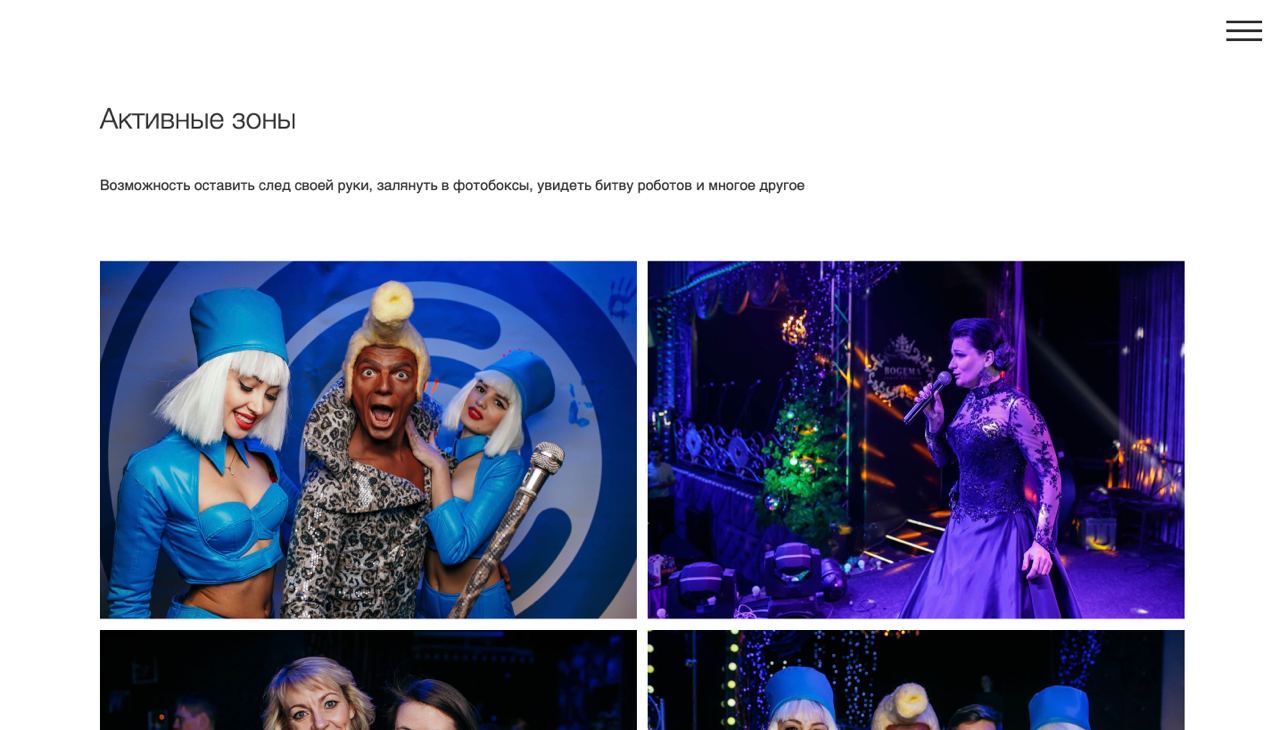 Активные зоны
Возможность оставить след своей руки, залянуть в фотобоксы, увидеть битву роботов и многое другое
BOGEMA